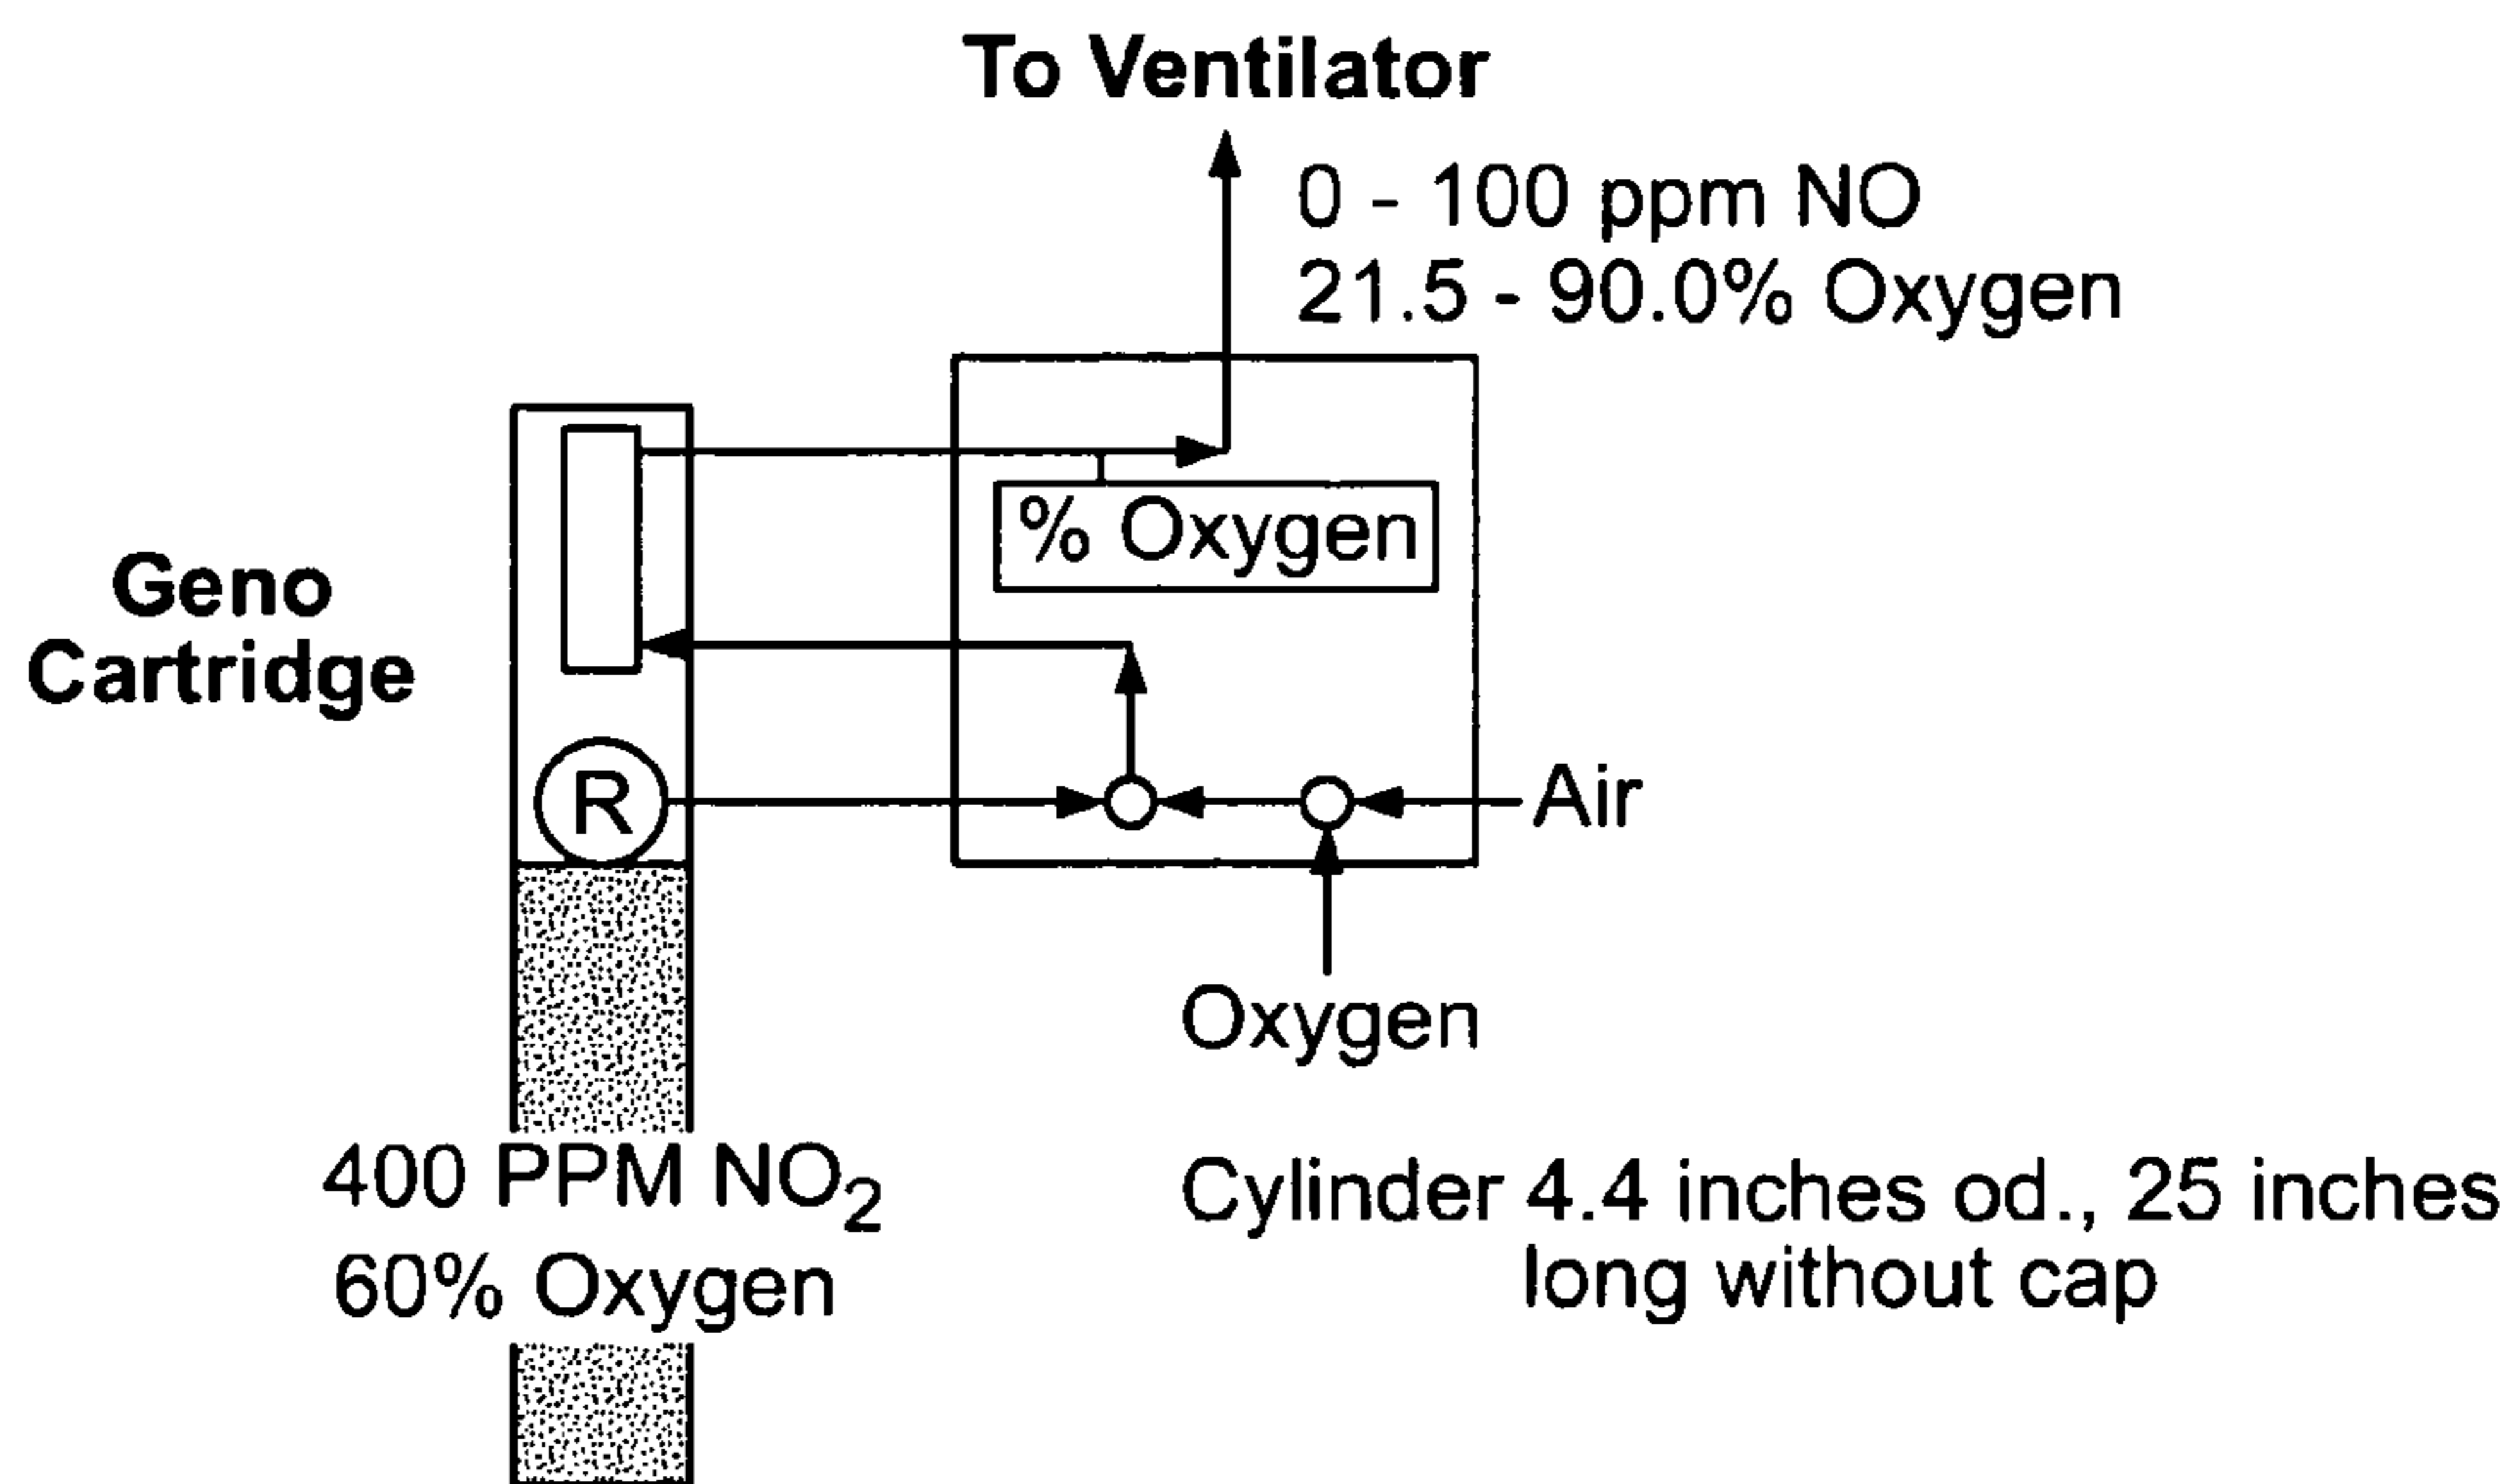 To Ventilator
0 - 100 ppm NO
21.5 - 90.0% Oxygen
% Oxygen
Geno
Cartridge
R
Air
Oxygen
400 PPM NO₂
60% Oxygen
Cylinder 4.4 inches od., 25 inches
long without cap